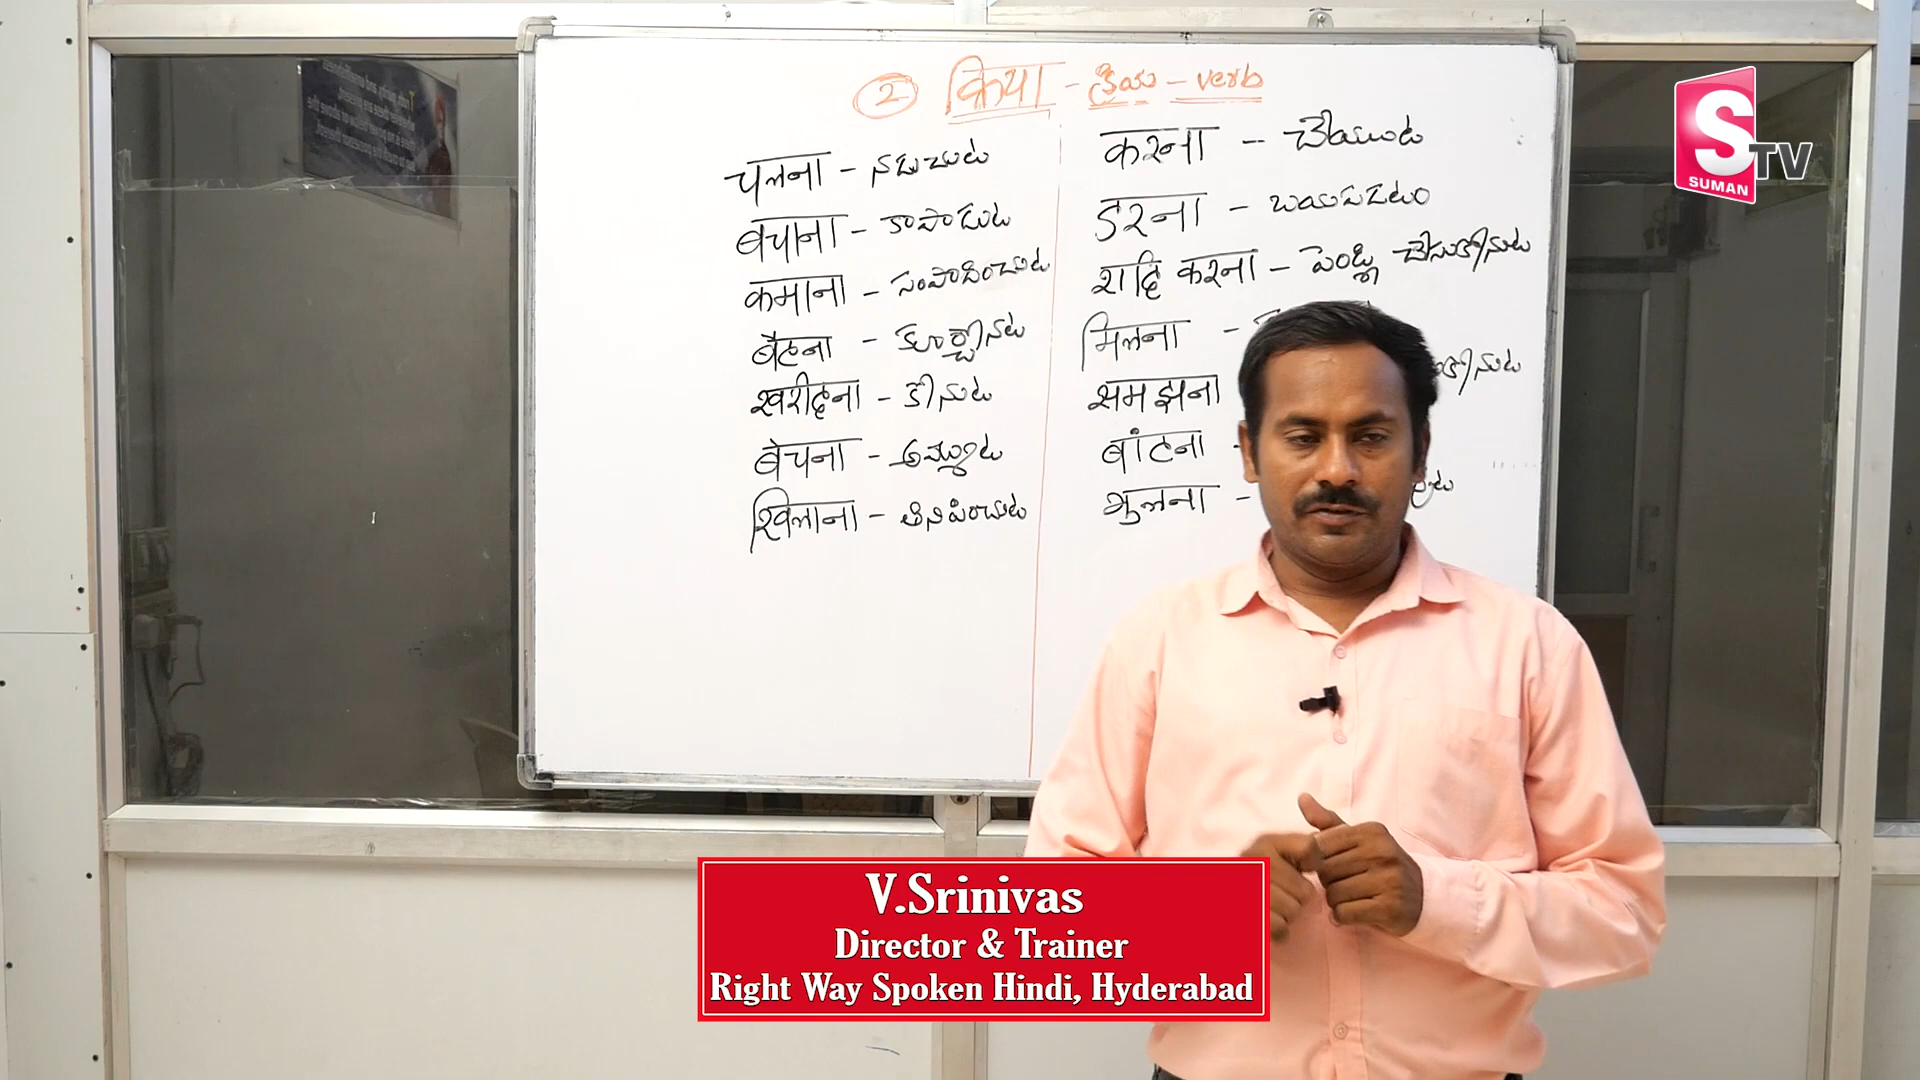 ② क्रिया - క్రియ - verb
चलना - నడుచుట
बचाना - కాపాడుట
कमाना - సంపాదించుట
बैठना - కూర్చొనుట
खरीदना - కొనుట
बेचना - అమ్ముట
खिलाना - తినిపించుట
करना - చేయుట
डरना - బయపడటం
शादि करना - పెండ్లి చేసుకొనుట
मिलना -
समझना
बांटना -
भुलना -
S TV
SUMAN
V.Srinivas
Director & Trainer
Right Way Spoken Hindi, Hyderabad